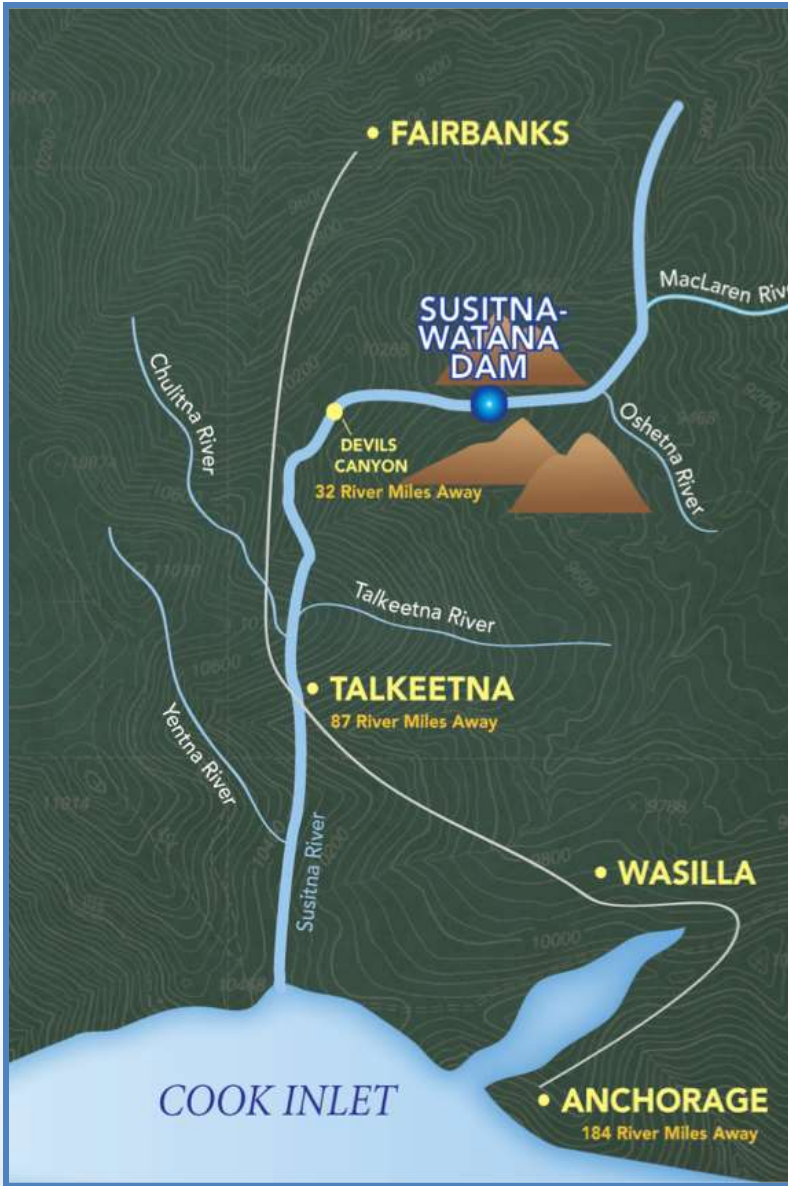 FAIRBANKS
MacLaren Rive
SUSITNA-
WATANA
DAM
Chulitna River
DEVILS
CANYON
32 River Miles Away
Oshetna River
Talkeetna River
TALKEETNA
87 River Miles Away
Yentna River
Susitna River
WASILLA
COOK INLET
ANCHORAGE
184 River Miles Away